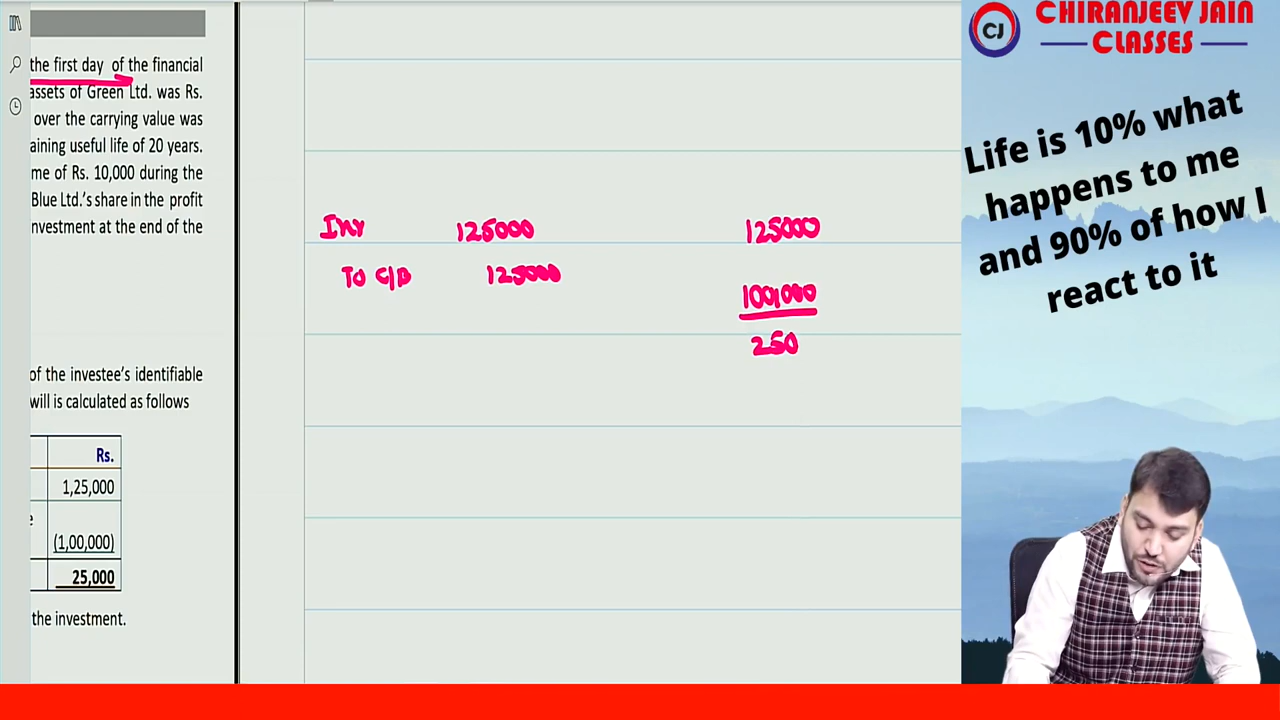 the first day of the financial
assets of Green Ltd. was Rs.
over the carrying value was
aining useful life of 20 years.
me of Rs. 10,000 during the
Blue Ltd.'s share in the profit
nvestment at the end of the
of the investee's identifiable
will is calculated as follows
Rs.
1,25,000
e
(1,00,000)
25,000
the investment.
Inv 125000
To C/B 125000
125000
100,000
250
CJ
CHIRANJEEV JAIN
CLASSES
Life is 10% what
happens to me
and 90% of how I
react to it